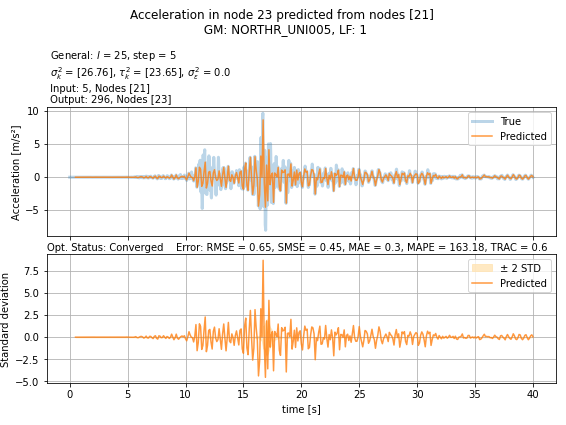 Acceleration in node 23 predicted from nodes [21]
GM: NORTHR_UNI005, LF: 1
General: l = 25, step = 5
σ²ₖ = [26.76], τ²ₖ = [23.65], σ²ε = 0.0
Input: 5, Nodes [21]
Output: 296, Nodes [23]
Acceleration [m/s²]
10
5
0
−5
True
Predicted
Opt. Status: Converged Error: RMSE = 0.65, SMSE = 0.45, MAE = 0.3, MAPE = 163.18, TRAC = 0.6
Standard deviation
7.5
5.0
2.5
0.0
−2.5
−5.0
± 2 STD
Predicted
0 5 10 15 20 25 30 35 40
time [s]